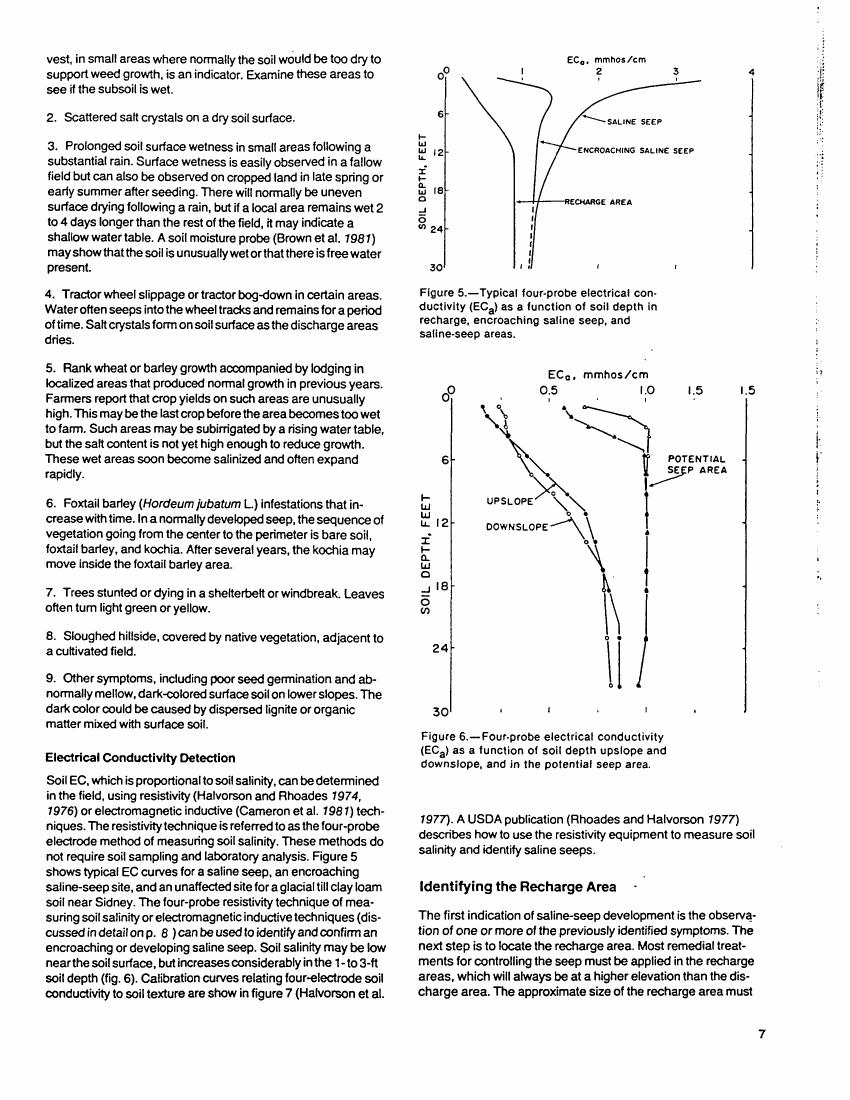 vest, in small areas where normally the soil would be too dry to
support weed growth, is an indicator. Examine these areas to
see if the subsoil is wet.
2. Scattered salt crystals on a dry soil surface.
3. Prolonged soil surface wetness in small areas following a
substantial rain. Surface wetness is easily observed in a fallow
field but can also be observed on cropped land in late spring or
early summer after seeding. There will normally be uneven
surface drying following a rain, but if a local area remains wet 2
to 4 days longer than the rest of the field, it may indicate a
shallow water table. A soil moisture probe (Brown et al. 1981)
may show that the soil is unusually wet or that there is free water
present.
4. Tractor wheel slippage or tractor bog-down in certain areas.
Water often seeps into the wheel tracks and remains for a period
of time. Salt crystals form on soil surface as the discharge areas
dries.
5. Rank wheat or barley growth accompanied by lodging in
localized areas that produced normal growth in previous years.
Farmers report that crop yields on such areas are unusually
high. This may be the last crop before the area becomes too wet
to farm. Such areas may be subirrigated by a rising water table,
but the salt content is not yet high enough to reduce growth.
These wet areas soon become salinized and often expand
rapidly.
6. Foxtail barley (Hordeum jubatum L.) infestations that in-
crease with time. In a normally developed seep, the sequence of
vegetation going from the center to the perimeter is bare soil,
foxtail barley, and kochia. After several years, the kochia may
move inside the foxtail barley area.
7. Trees stunted or dying in a shelterbelt or windbreak. Leaves
often turn light green or yellow.
8. Sloughed hillside, covered by native vegetation, adjacent to
a cultivated field.
9. Other symptoms, including poor seed germination and ab-
normally mellow, dark-colored surface soil on lower slopes. The
dark color could be caused by dispersed lignite or organic
matter mixed with surface soil.
Electrical Conductivity Detection
Soil EC, which is proportional to soil salinity, can be determined
in the field, using resistivity (Halvorson and Rhoades 1974,
1976) or electromagnetic inductive (Cameron et al. 1981) tech-
niques. The resistivity technique is referred to as the four-probe
electrode method of measuring soil salinity. These methods do
not require soil sampling and laboratory analysis. Figure 5
shows typical EC curves for a saline seep, an encroaching
saline-seep site, and an unaffected site for a glacial till clay loam
soil near Sidney. The four-probe resistivity technique of mea-
suring soil salinity or electromagnetic inductive techniques (dis-
cussed in detail on p. 8 ) can be used to identify and confirm an
encroaching or developing saline seep. Soil salinity may be low
near the soil surface, but increases considerably in the 1- to 3-ft
soil depth (fig. 6). Calibration curves relating four-electrode soil
conductivity to soil texture are show in figure 7 (Halvorson et al.
ECa, mmhos/cm
0 1 2 3 4
0
6
12
18
24
30
SOIL DEPTH, FEET
SALINE SEEP
ENCROACHING SALINE SEEP
RECHARGE AREA
Figure 5.—Typical four-probe electrical con-
ductivity (ECa) as a function of soil depth in
recharge, encroaching saline seep, and
saline-seep areas.
ECa, mmhos/cm
0 0.5 1.0 1.5 1.5
0
6
12
18
24
30
SOIL DEPTH, FEET
POTENTIAL
SEEP AREA
UPSLOPE
DOWNSLOPE
Figure 6.—Four-probe electrical conductivity
(ECa) as a function of soil depth upslope and
downslope, and in the potential seep area.
1977). A USDA publication (Rhoades and Halvorson 1977)
describes how to use the resistivity equipment to measure soil
salinity and identify saline seeps.
Identifying the Recharge Area
The first indication of saline-seep development is the observa-
tion of one or more of the previously identified symptoms. The
next step is to locate the recharge area. Most remedial treat-
ments for controlling the seep must be applied in the recharge
areas, which will always be at a higher elevation than the dis-
charge area. The approximate size of the recharge area must
7